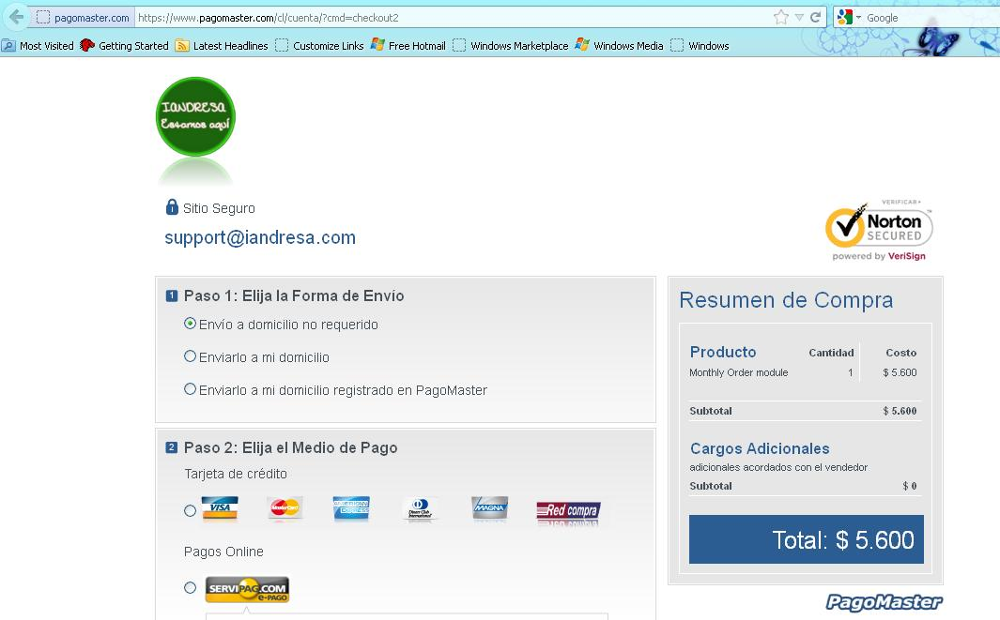 pagomaster.com https://www.pagomaster.com/cl/cuenta/?cmd=checkout2 Google
Most Visited Getting Started Latest Headlines Customize Links Free Hotmail Windows Marketplace Windows Media Windows
IANDRESA
Estamos aquí
Sitio Seguro
support@iandresa.com
VERIFICAR
Norton
SECURED
powered by VeriSign
1 Paso 1: Elija la Forma de Envío
Envío a domicilio no requerido
Enviarlo a mi domicilio
Enviarlo a mi domicilio registrado en PagoMaster
2 Paso 2: Elija el Medio de Pago
Tarjeta de crédito
VISA MasterCard AMERICAN EXPRESS Diners Club International MAGNA Red compra
Pagos Online
SERVIPAG.COM
e-PAGO
Resumen de Compra
Producto Cantidad Costo
Monthly Order module 1 $ 5.600
Subtotal $ 5.600
Cargos Adicionales
adicionales acordados con el vendedor
Subtotal $ 0
Total: $ 5.600
PagoMaster